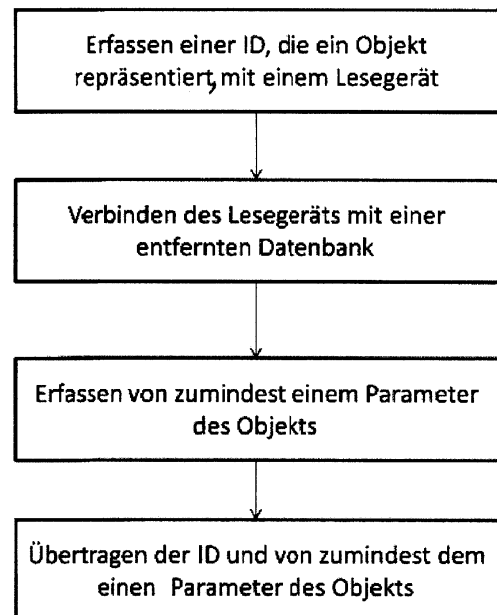 Erfassen einer ID, die ein Objekt
repräsentiert, mit einem Lesegerät
Verbinden des Lesegeräts mit einer
entfernten Datenbank
Erfassen von zumindest einem Parameter
des Objekts
Übertragen der ID und von zumindest dem
einen Parameter des Objekts